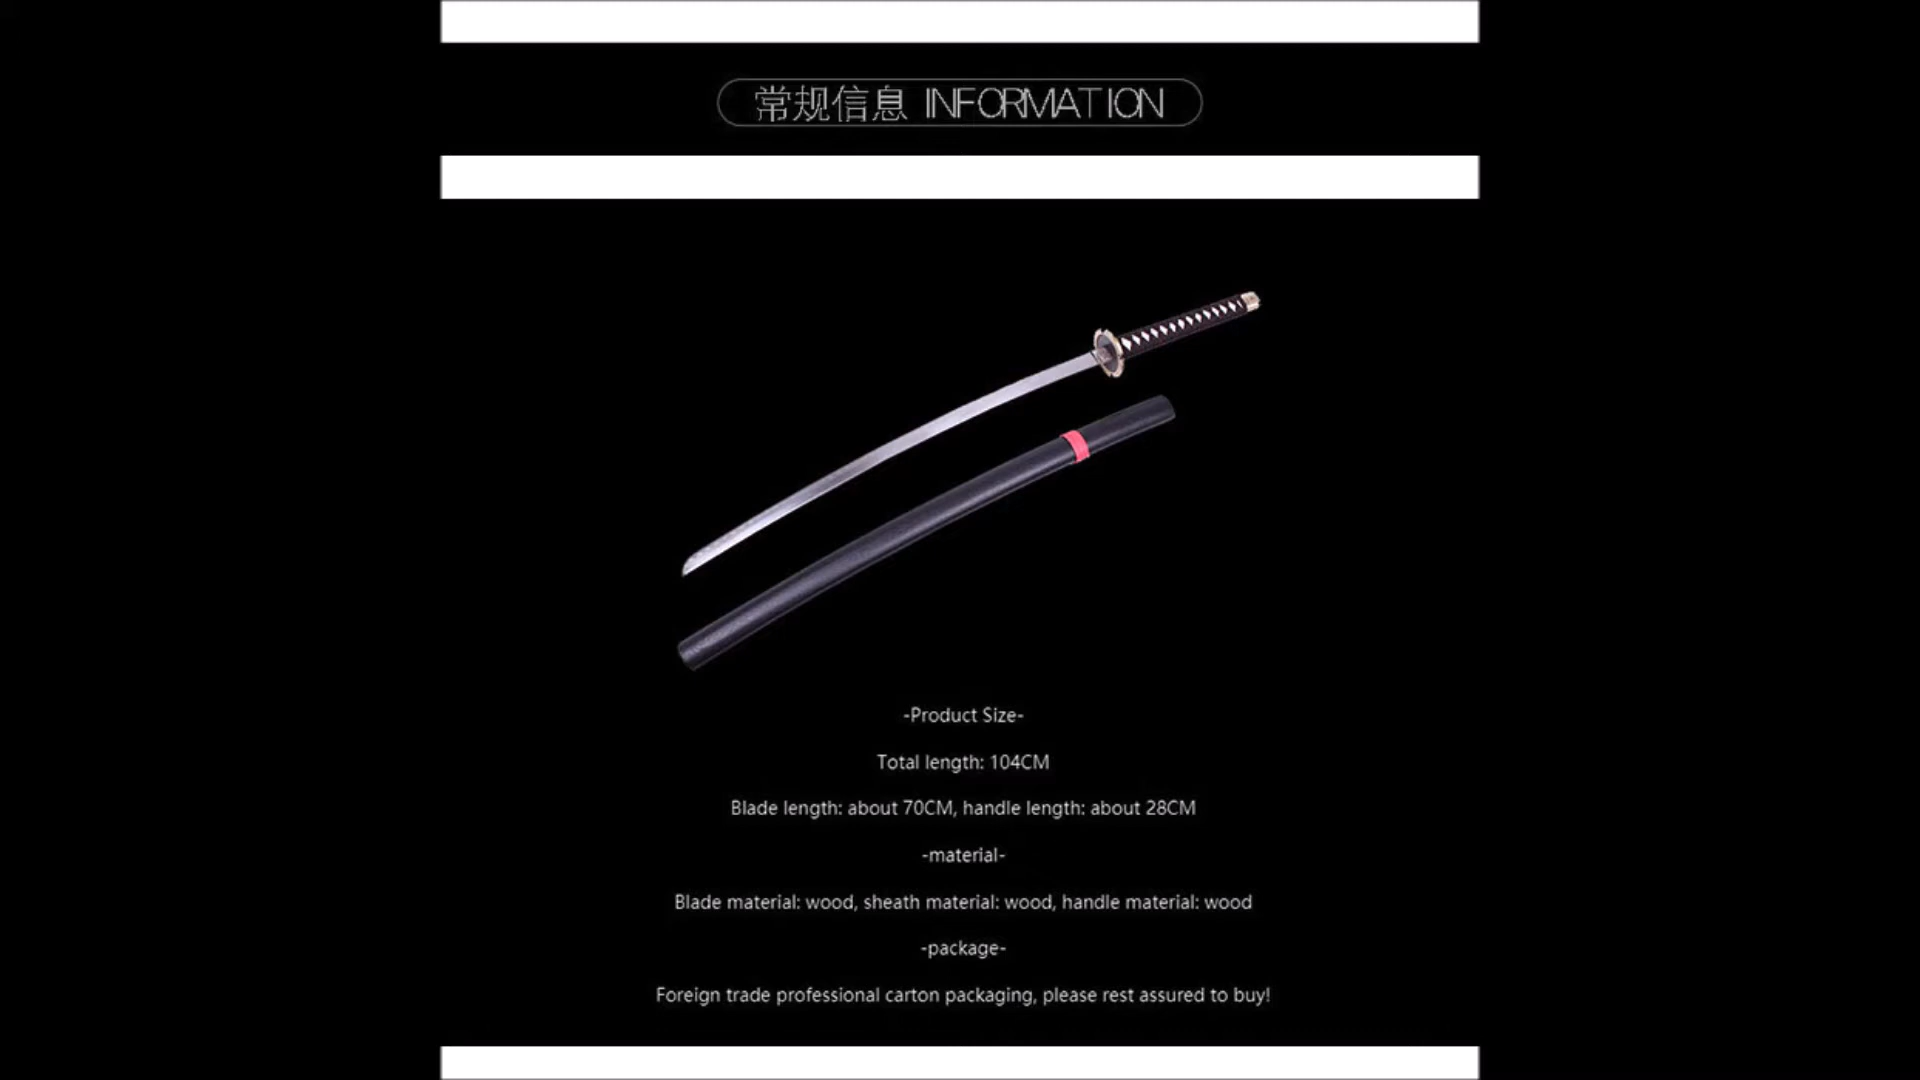 常规信息 INFORMATION
-Product Size-
Total length: 104CM
Blade length: about 70CM, handle length: about 28CM
-material-
Blade material: wood, sheath material: wood, handle material: wood
-package-
Foreign trade professional carton packaging, please rest assured to buy!